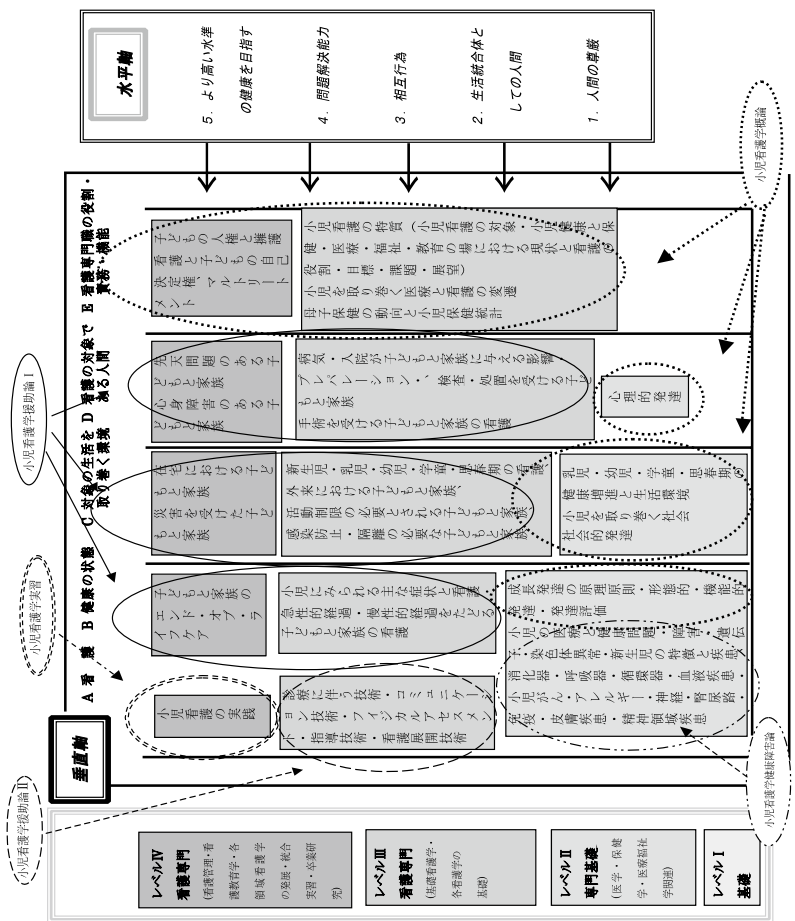 水平軸
5. より高い水準
の健康を目指す
4. 問題解決能力
3. 相互行為
2. 生活統合体と
しての人間
1. 人間の尊厳
垂直軸
A 看 護
B 健康の状態
C 対象の生活を
取り巻く環境
D 看護の対象で
ある人間
E 看護専門職の役割・
責務・機能
小児看護学概論
小児看護学援助論Ⅰ
小児看護学実習
小児看護学援助論Ⅱ
小児看護学健康障害論
子どもの人権と擁護
看護と子どもの自己
決定権、マルトリート
メント
小児看護の特質(小児看護の対象・小児健康と保
健・医療・福祉・教育の場における現状と看護の
役割・目標・課題・展望)
小児を取り巻く医療と看護の変遷
母子保健の動向と小児保健統計
先天問題のある子
どもと家族
心身障害のある子
どもと家族
病気・入院が子どもと家族に与える影響
プレパレーション・、検査・処置を受ける子ど
もと家族
手術を受ける子どもと家族の看護
心理的発達
在宅における子ど
もと家族
災害を受けた子ど
もと家族
新生児・乳児・幼児・学童・思春期の看護、
外来における子どもと家族、
活動制限の必要とされる子どもと家族
感染防止・隔離の必要な子どもと家族
乳児・幼児・学童・思春期の
健康増進と生活環境
小児を取り巻く社会
社会的発達
子どもと家族の
エンド・オブ・ラ
イフケア
小児にみられる主な症状と看護
急性的経過・慢性的経過をたどる
子どもと家族の看護
成長発達の原理原則・形態的・機能的
発達・発達評価
小児の医療と健康問題・障害・遺伝
子・染色体異常・新生児の特徴と疾患
消化器・呼吸器・循環器・血液疾患・
小児がん・アレルギー・神経・腎尿路・
免疫・皮膚疾患・精神領域疾患
小児看護の実践
診療に伴う技術・コミュニケーシ
ョン技術・フィジカルアセスメン
ト・指導技術・看護展開技術
レベルⅣ
看護専門
(看護管理・看
護教育学・各
領域看護学
の発展・統合
実習・卒業研
究)
レベルⅢ
看護専門
(基礎看護学・
各看護学の
基礎)
レベルⅡ
専門基礎
(医学・保健
学・医療福祉
学関連)
レベルⅠ
基礎